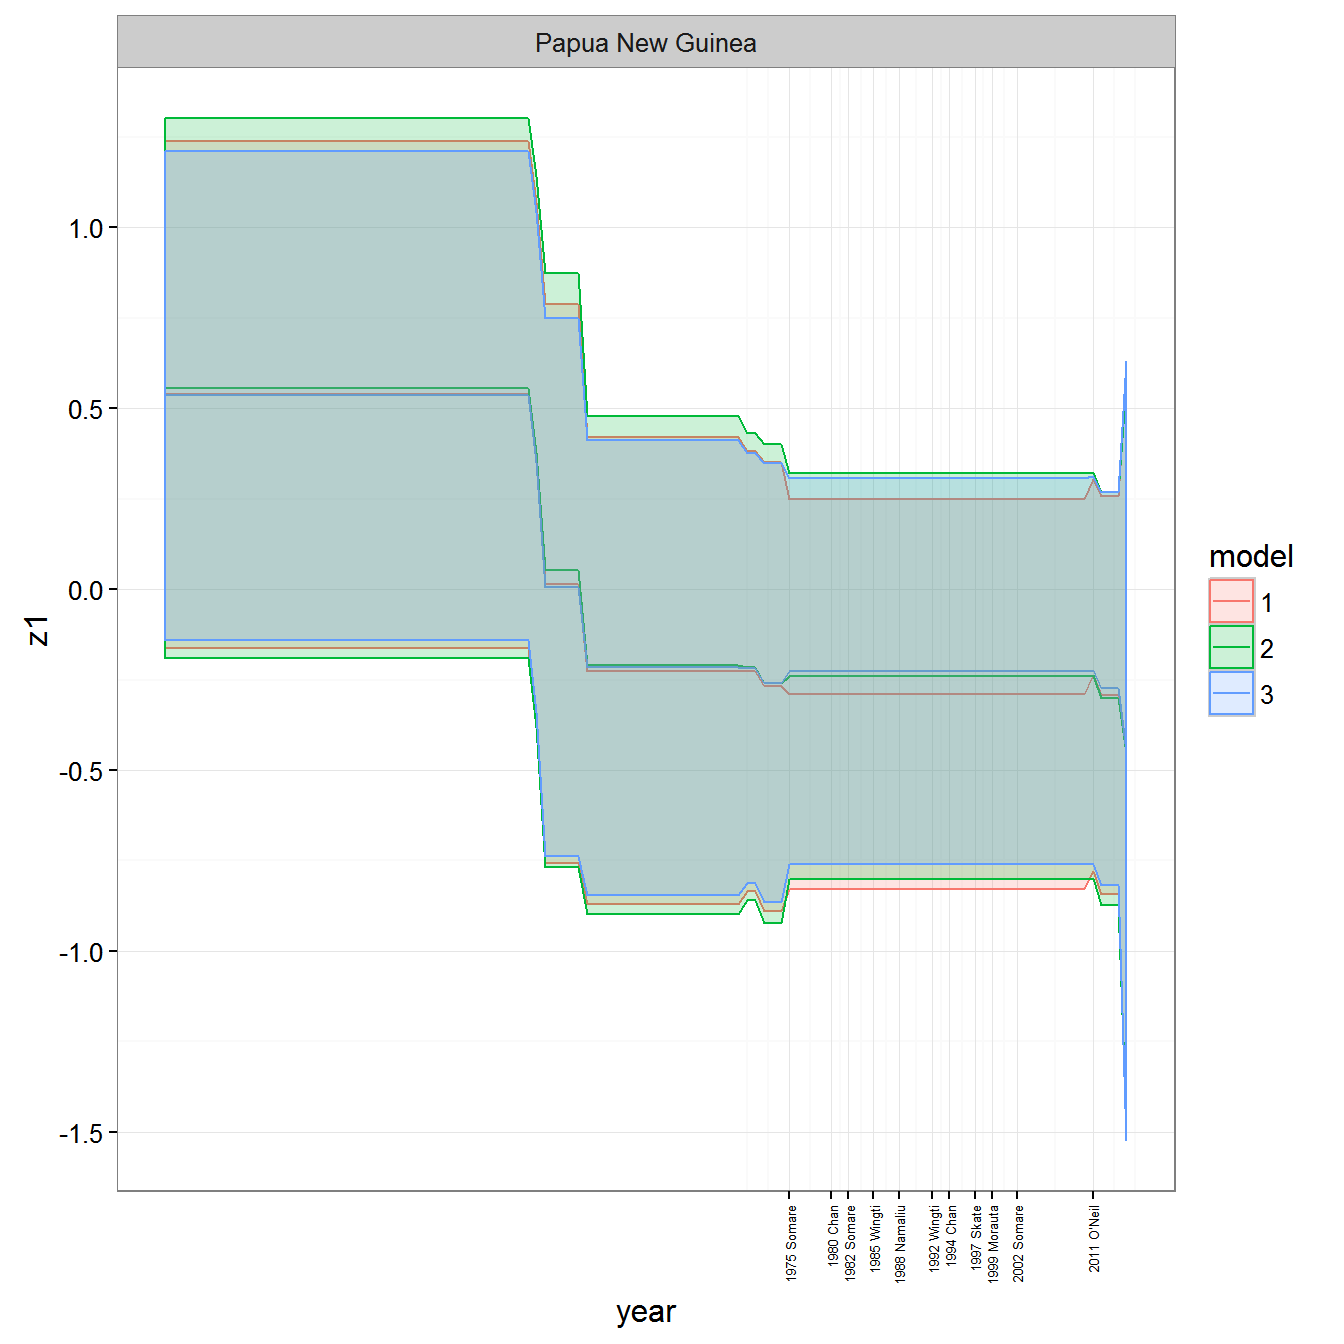 Papua New Guinea
z1
1.0
0.5
0.0
-0.5
-1.0
-1.5
1975 Somare
1980 Chan
1982 Somare
1985 Wingti
1988 Namaliu
1992 Wingti
1994 Chan
1997 Skate
1999 Morauta
2002 Somare
2011 O'Neil
year
model
1
2
3